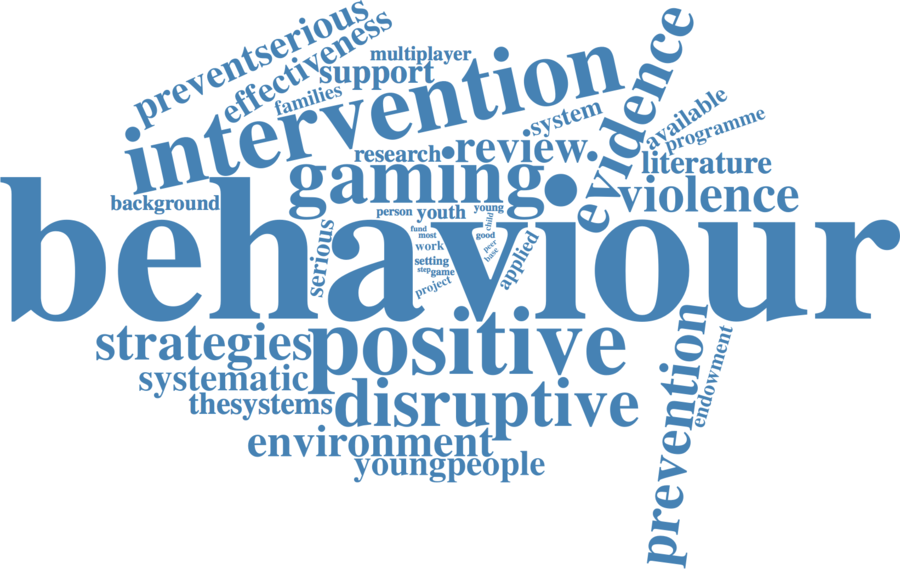 preventserious
effectiveness
multiplayer
support
families
intervention
evidence
system
available
programme
research
review.
literature
gaming
violence
background
behaviour
person
youth
young
child
fund
most
good
work
peer
base
serious
setting
step
game
applied
project
strategies
positive
prevention
endowment
systematic
thesystems
disruptive
environment
youngpeople